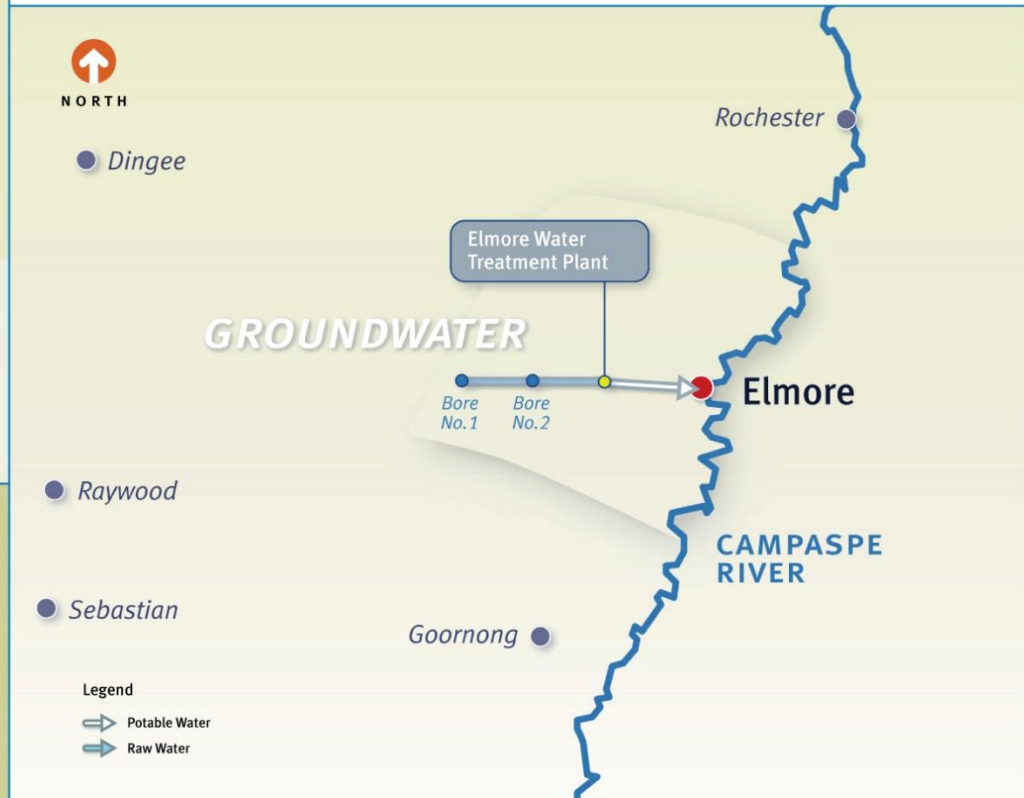 NORTH
Rochester
Dingee
Elmore Water
Treatment Plant
GROUNDWATER
Elmore
Bore
No.1
Bore
No.2
Raywood
CAMPASPE
RIVER
Sebastian
Goornong
Legend
Potable Water
Raw Water